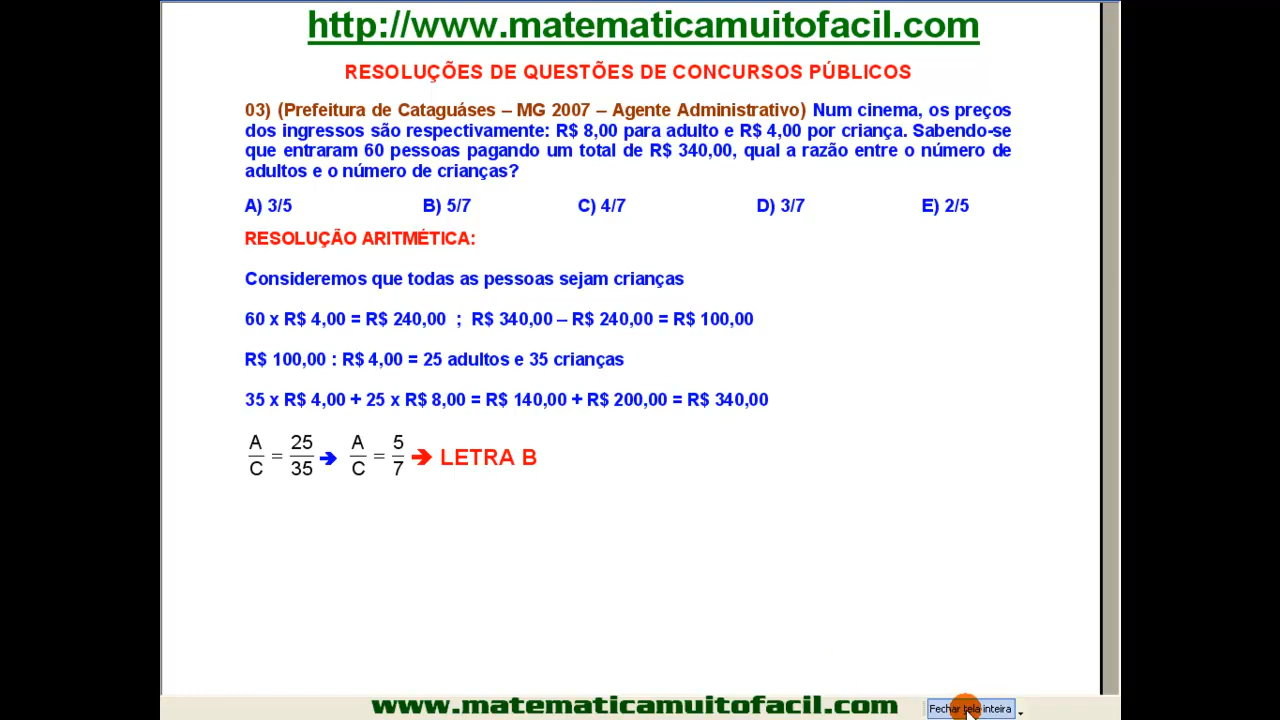 http://www.matematicamuitofacil.com
RESOLUÇÕES DE QUESTÕES DE CONCURSOS PÚBLICOS
03) (Prefeitura de Cataguáses – MG 2007 – Agente Administrativo) Num cinema, os preços
dos ingressos são respectivamente: R$ 8,00 para adulto e R$ 4,00 por criança. Sabendo-se
que entraram 60 pessoas pagando um total de R$ 340,00, qual a razão entre o número de
adultos e o número de crianças?
A) 3/5 B) 5/7 C) 4/7 D) 3/7 E) 2/5
RESOLUÇÃO ARITMÉTICA:
Consideremos que todas as pessoas sejam crianças
60 x R$ 4,00 = R$ 240,00 ; R$ 340,00 – R$ 240,00 = R$ 100,00
R$ 100,00 : R$ 4,00 = 25 adultos e 35 crianças
35 x R$ 4,00 + 25 x R$ 8,00 = R$ 140,00 + R$ 200,00 = R$ 340,00
A/C = 25/35 ➔ A/C = 5/7 ➔ LETRA B
www.matematicamuitofacil.com
Fechar tela inteira